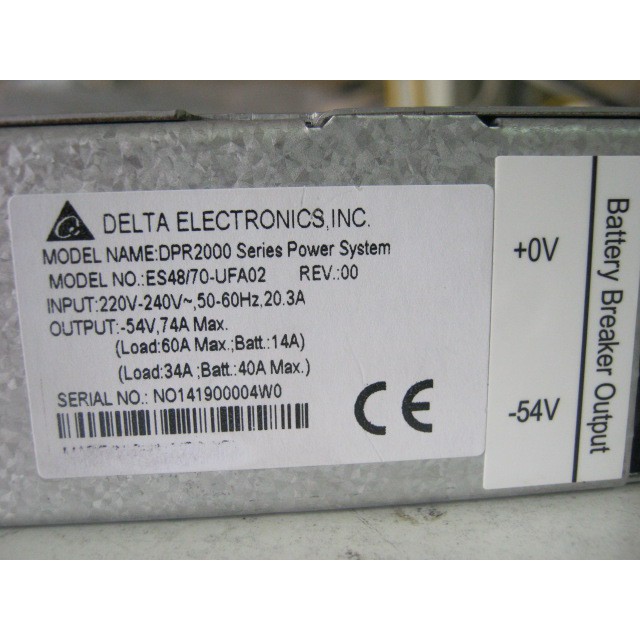 DELTA ELECTRONICS,INC.
MODEL NAME:DPR2000 Series Power System
MODEL NO.:ES48/70-UFA02 REV.:00
INPUT:220V-240V~,50-60Hz,20.3A
OUTPUT:-54V,74A Max.
(Load:60A Max.;Batt.:14A)
(Load:34A ;Batt.:40A Max.)
SERIAL NO.: NO141900004W0
CE
+0V
-54V
Battery Breaker Output